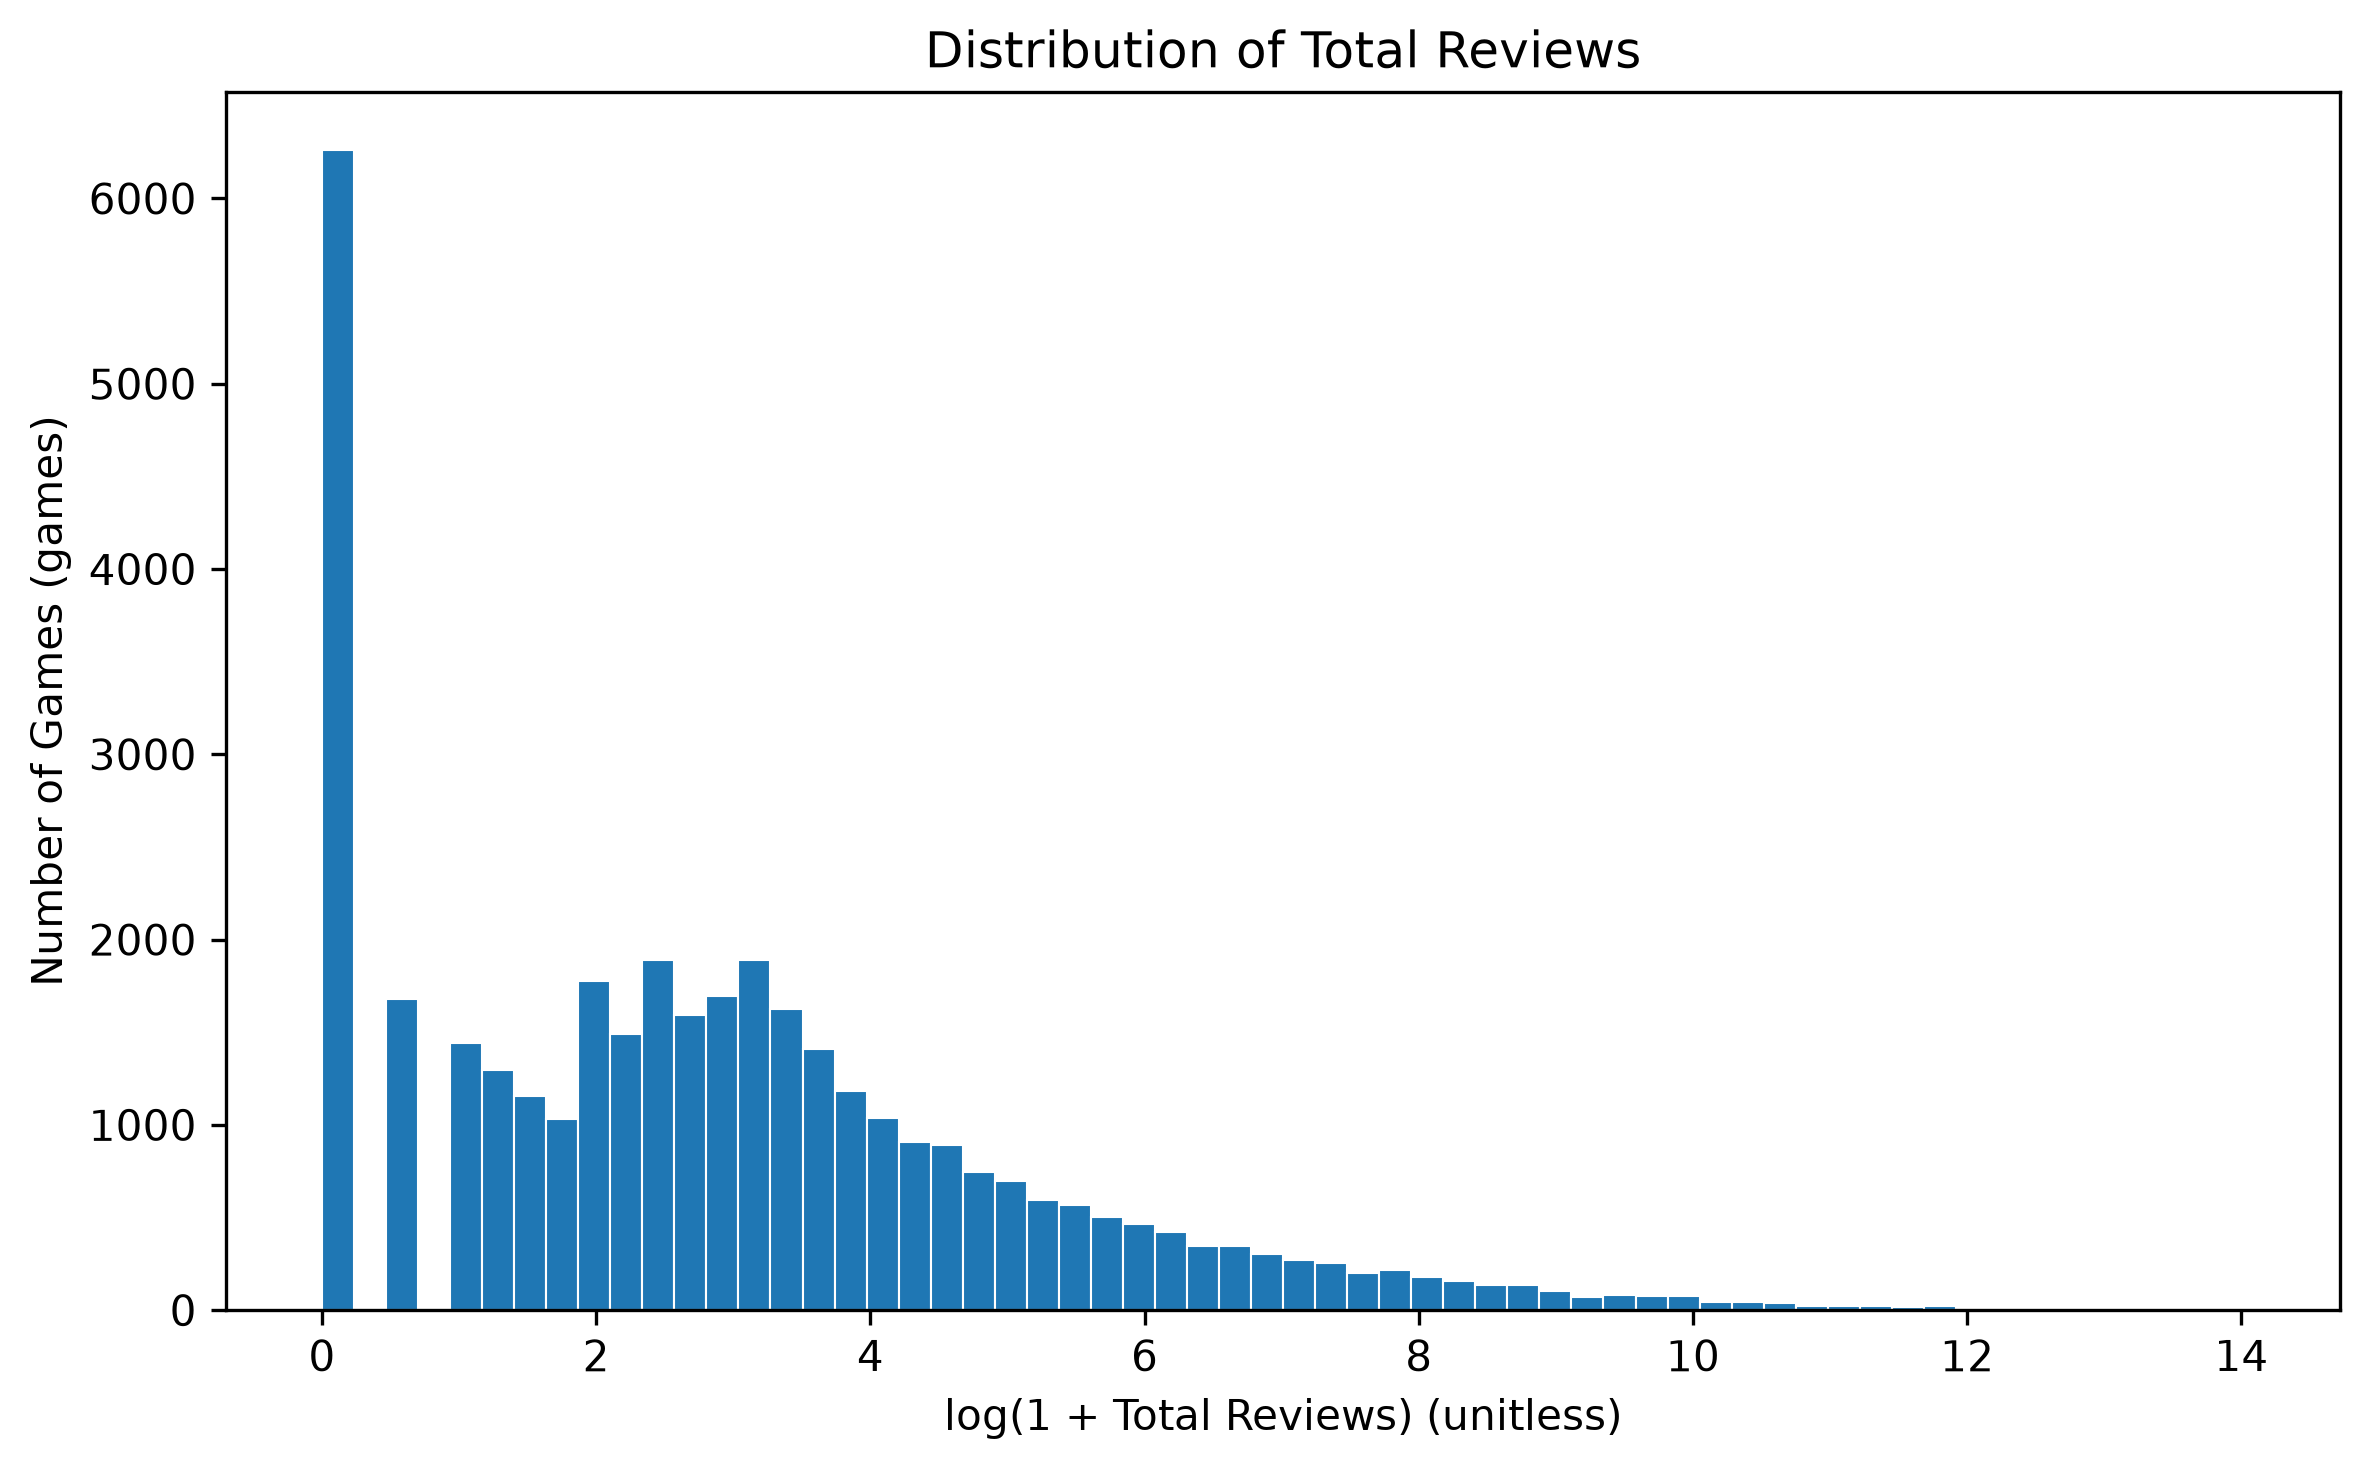 Distribution of Total Reviews
Number of Games (games)
6000
5000
4000
3000
2000
1000
0
0 2 4 6 8 10 12 14
log(1 + Total Reviews) (unitless)